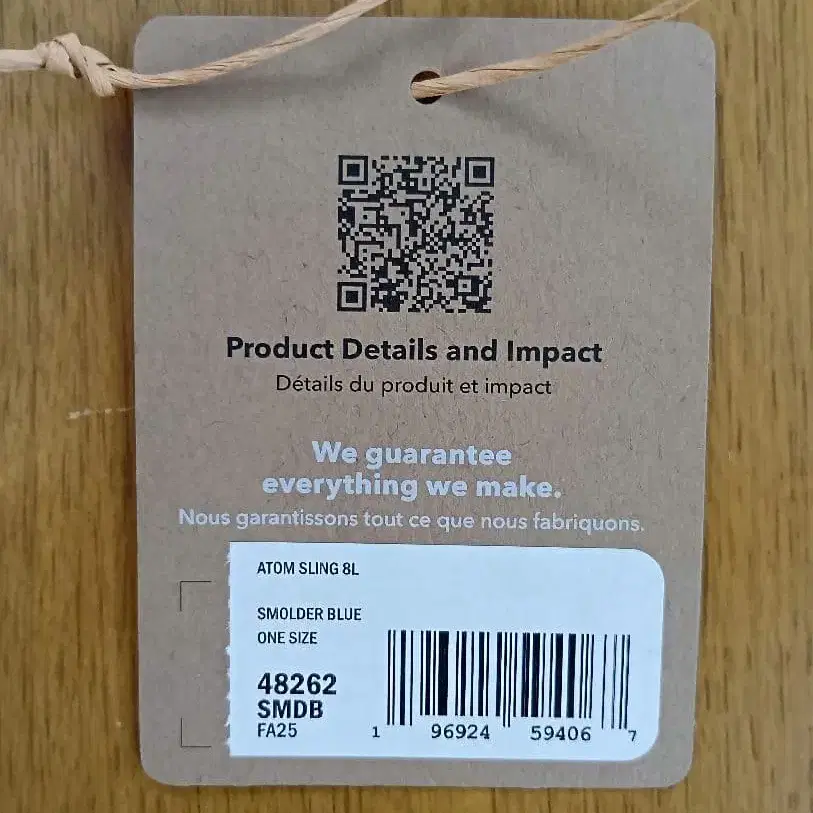 Product Details and Impact
Détails du produit et impact
We guarantee
everything we make.
Nous garantissons tout ce que nous fabriquons.
ATOM SLING 8L
SMOLDER BLUE
ONE SIZE
48262
SMDB
FA25
1 96924 59406 7